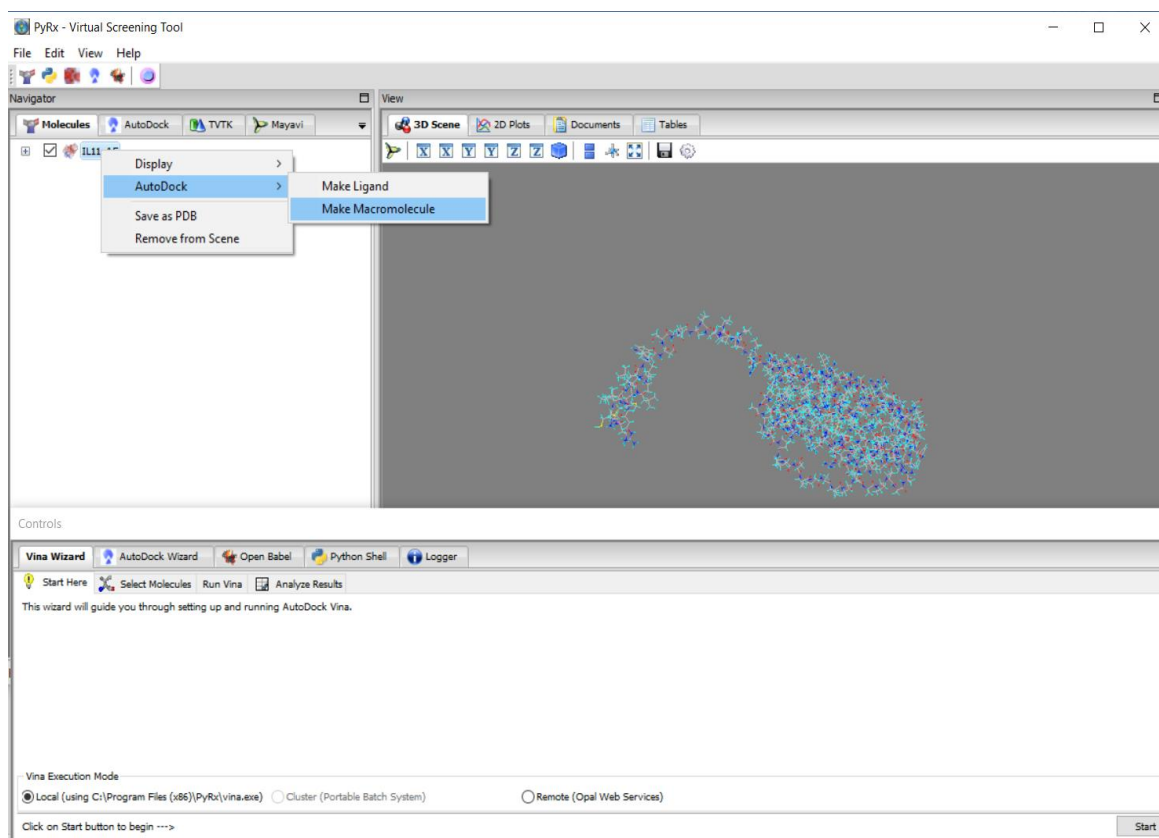 PyRx - Virtual Screening Tool
File Edit View Help
Navigator
View
Molecules AutoDock TVTK Mayavi
3D Scene 2D Plots Documents Tables
X X Y Y Z Z
Display
AutoDock
Save as PDB
Remove from Scene
Make Ligand
Make Macromolecule
Controls
Vina Wizard AutoDock Wizard Open Babel Python Shell Logger
Start Here Select Molecules Run Vina Analyze Results
This wizard will guide you through setting up and running AutoDock Vina.
Vina Execution Mode
Local (using C:\Program Files (x86)\PyRx\vina.exe) Cluster (Portable Batch System) Remote (Opal Web Services)
Click on Start button to begin --->
Start